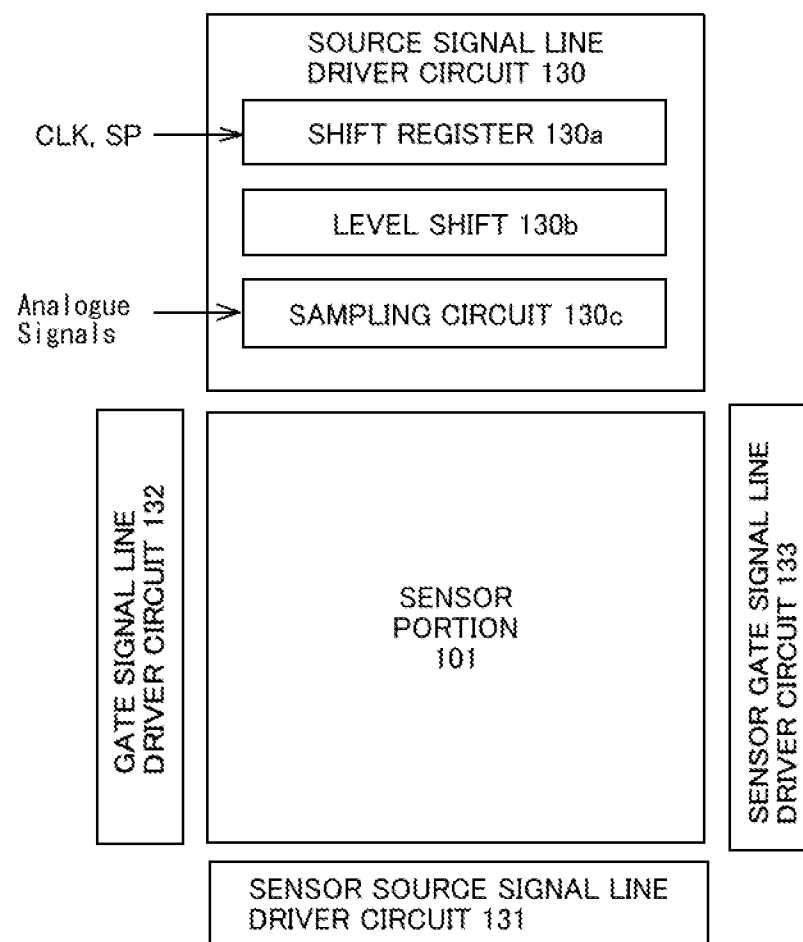 SOURCE SIGNAL LINE
DRIVER CIRCUIT 130
CLK, SP
SHIFT REGISTER 130a
LEVEL SHIFT 130b
Analogue
Signals
SAMPLING CIRCUIT 130c
GATE SIGNAL LINE
DRIVER CIRCUIT 132
SENSOR
PORTION
101
SENSOR GATE SIGNAL LINE
DRIVER CIRCUIT 133
SENSOR SOURCE SIGNAL LINE
DRIVER CIRCUIT 131